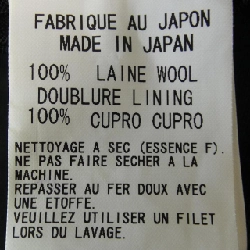 FABRIQUE AU JAPON
MADE IN JAPAN
100% LAINE WOOL
DOUBLURE LINING
100% CUPRO CUPRO
NETTOYAGE A SEC (ESSENCE F).
NE PAS FAIRE SECHER A LA
MACHINE.
REPASSER AU FER DOUX AVEC
UNE ETOFFE.
VEUILLEZ UTILISER UN FILET
LORS DU LAVAGE.